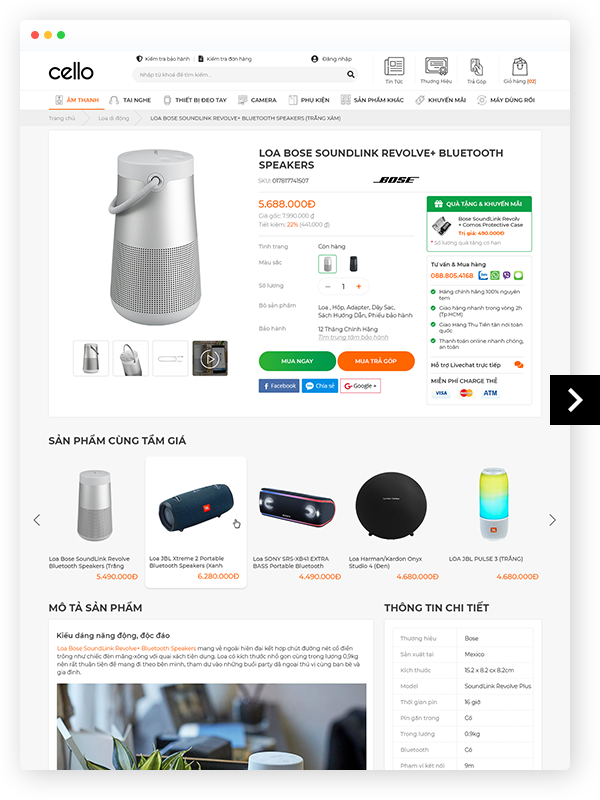 cello
Kiểm tra bảo hành
Kiểm tra đơn hàng
Đăng nhập
Nhập từ khoá để tìm kiếm...
Tin Tức
Thương Hiệu
Trả Góp
Giỏ hàng (02)
ÂM THANH
TAI NGHE
THIẾT BỊ ĐEO TAY
CAMERA
PHỤ KIỆN
SẢN PHẨM KHÁC
KHUYẾN MÃI
MÁY DÙNG RỒI
Trang chủ
Loa di động
LOA BOSE SOUNDLINK REVOLVE+ BLUETOOTH SPEAKERS (TRẮNG XÁM)
LOA BOSE SOUNDLINK REVOLVE+ BLUETOOTH
SPEAKERS
SKU: 017817741507
BOSE
5.688.000Đ
Giá gốc: 7.990.000 ₫
Tiết kiệm: 22% (441.000 ₫)
Tình trạng
Còn hàng
Màu sắc
Số lượng
− 1 +
Bộ sản phẩm
Loa , Hộp, Adapter, Dây Sạc,
Sách Hướng Dẫn, Phiếu bảo hành
Bảo hành
12 Tháng Chính Hãng
Tìm trung tâm bảo hành
MUA NGAY
MUA TRẢ GÓP
Facebook
Chia sẻ
Google +
QUÀ TẶNG & KHUYẾN MÃI
Bose SoundLink Revolv
+ Comos Protective Case
Trị giá: 490.000Đ
* Số lượng quà tặng có hạn
Tư vấn & Mua hàng
088.805.4168
Hàng chính hãng 100% nguyên
tem
Giao hàng nhanh trong vòng 2h
(Tp.HCM)
Giao Hàng Thu Tiền tận nơi toàn
quốc
Thanh toán online nhanh chóng,
an toàn
Hỗ trợ Livechat trực tiếp
MIỄN PHÍ CHARGE THẺ
VISA
MasterCard
ATM
SẢN PHẨM CÙNG TẦM GIÁ
Loa Bose SoundLink Revolve
Bluetooth Speakers (Trắng
5.490.000Đ
Loa JBL Xtreme 2 Portable
Bluetooth Speakers (Xanh
6.280.000Đ
Loa SONY SRS-XB41 EXTRA
BASS Portable Bluetooth
4.490.000Đ
Loa Harman/Kardon Onyx
Studio 4 (Đen)
4.680.000Đ
LOA JBL PULSE 3 (TRẮNG)
4.680.000Đ
MÔ TẢ SẢN PHẨM
Kiểu dáng năng động, độc đáo
Loa Bose SoundLink Revolve+ Bluetooth Speakers mang vẻ ngoài hiện đại kết hợp chút đường nét cổ điển
trông như chiếc đèn măng-xông với quai xách tiện dụng. Loa có kích thước nhỏ gọn cùng trọng lượng 0,9kg
nên rất thuận tiện để mang đi theo bên mình, tham dự vào những buổi party dã ngoại thú vị cùng bạn bè và
gia đình.
THÔNG TIN CHI TIẾT
Thương hiệu
Bose
Sản xuất tại
Mexico
Kích thước
15.2 x 8.2 cx 8.2cm
Model
SoundLink Revolve Plus
Thời gian pin
16 giờ
Pin gắn trong
Có
Trọng lượng
0.9kg
Bluetooth
Có
Phạm vi kết nối
9m